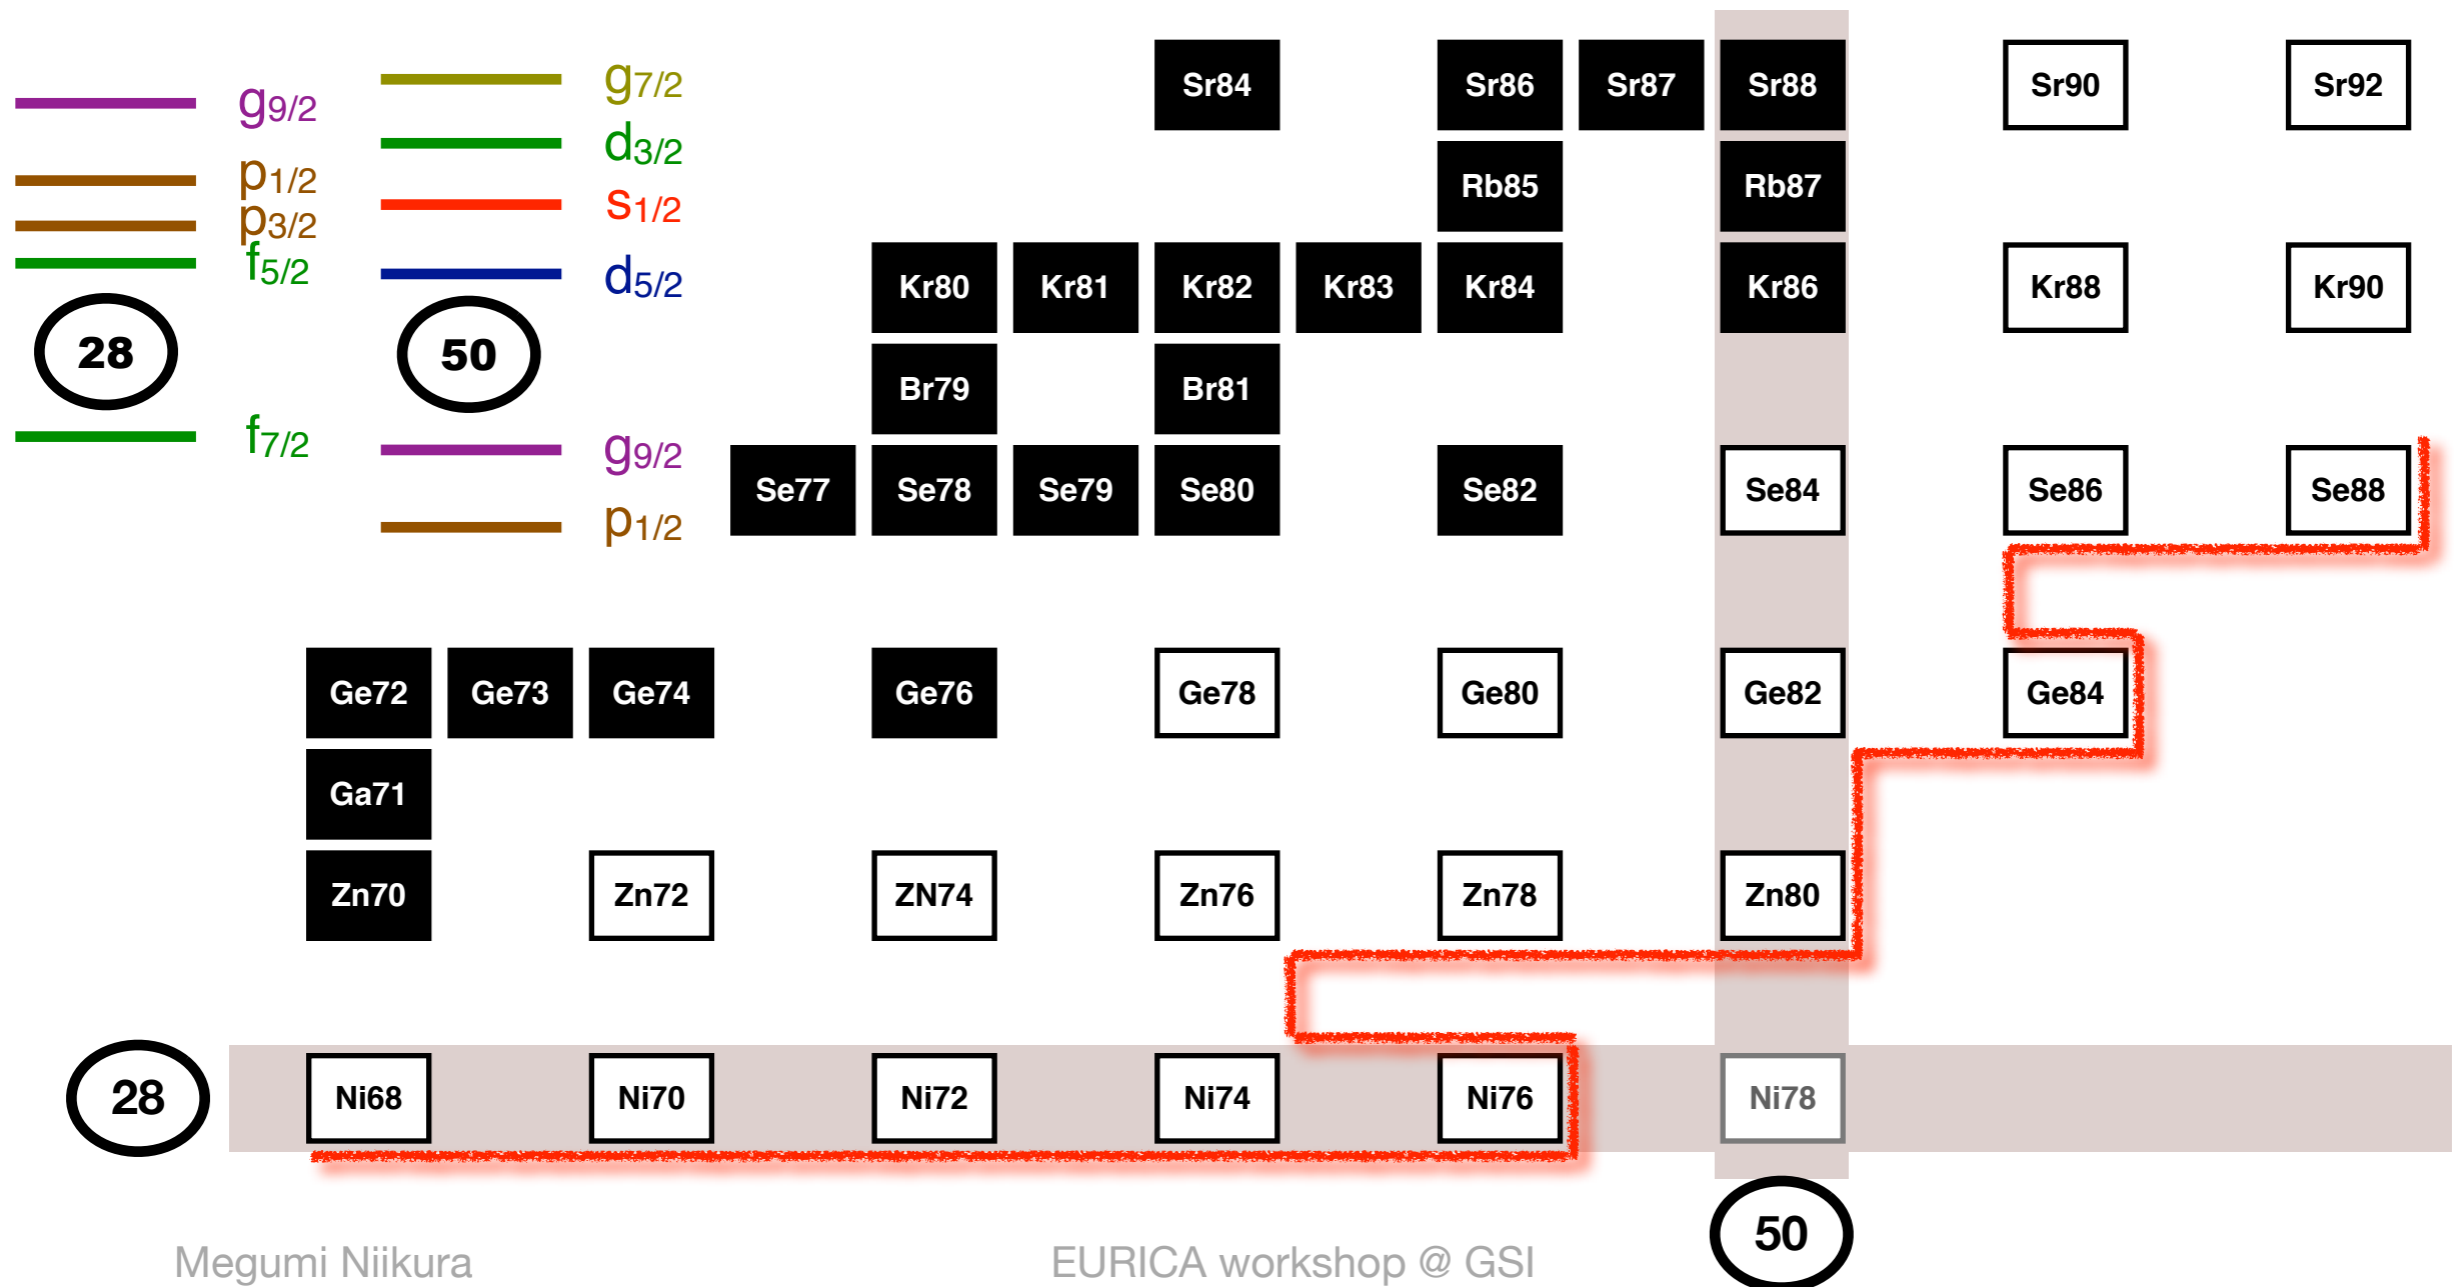 g7/2
g9/2
d3/2
p1/2
s1/2
p3/2
f5/2
d5/2
28
50
f7/2
g9/2
p1/2
Sr84 Sr86 Sr87 Sr88 Sr90 Sr92
Rb85 Rb87
Kr80 Kr81 Kr82 Kr83 Kr84 Kr86 Kr88 Kr90
Br79 Br81
Se77 Se78 Se79 Se80 Se82 Se84 Se86 Se88
Ge72 Ge73 Ge74 Ge76 Ge78 Ge80 Ge82 Ge84
Ga71
Zn70 Zn72 ZN74 Zn76 Zn78 Zn80
28 Ni68 Ni70 Ni72 Ni74 Ni76 Ni78
50
Megumi Niikura EURICA workshop @ GSI